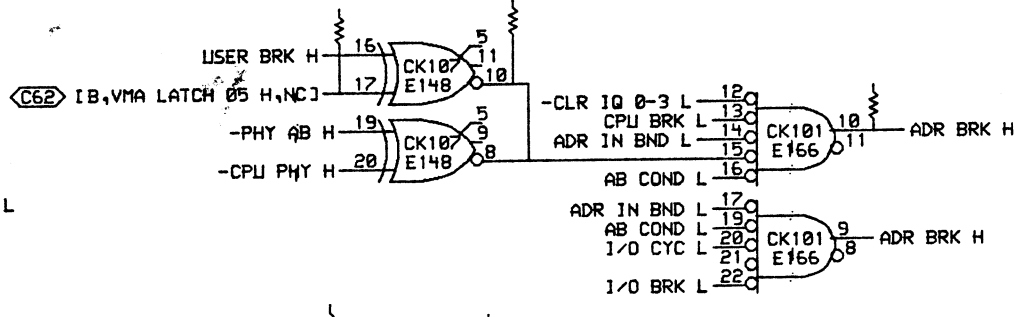 USER BRK H 16
5
11
10
CK107
E148
C62 IB,VMA LATCH 05 H,NC] 17
-PHY AB H 19
5
9
8
CK107
E148
-CPU PHY H 20
-CLR IQ 0-3 L 12
CPU BRK L 13
ADR IN BND L 14
15
AB COND L 16
CK101
E166
10
11
ADR BRK H
L
ADR IN BND L 17
AB COND L 19
I/O CYC L 20
21
I/O BRK L 22
CK101
E166
9
8
ADR BRK H